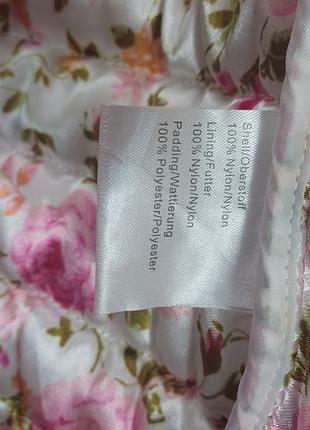 Shell/Oberstoff
100% Nylon/Nylon
Lining/Futter
100% Nylon/Nylon
Padding/Wattierung
100% Polyester/Polyester